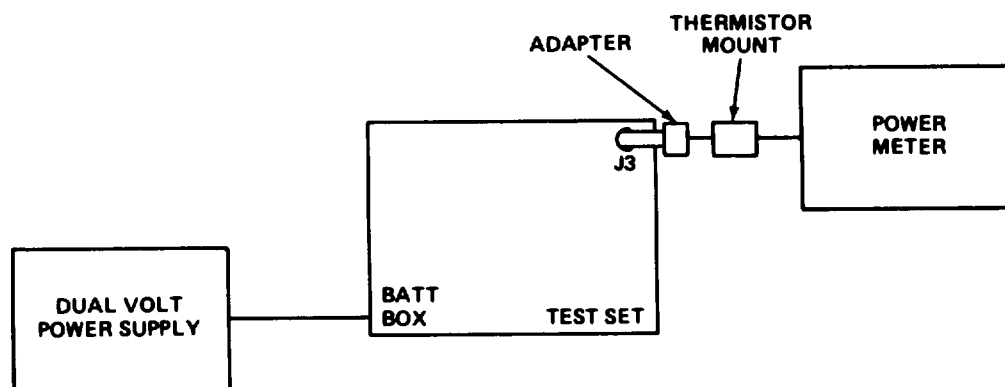 ADAPTER
THERMISTOR
MOUNT
POWER
METER
J3
BATT
BOX
TEST SET
DUAL VOLT
POWER SUPPLY